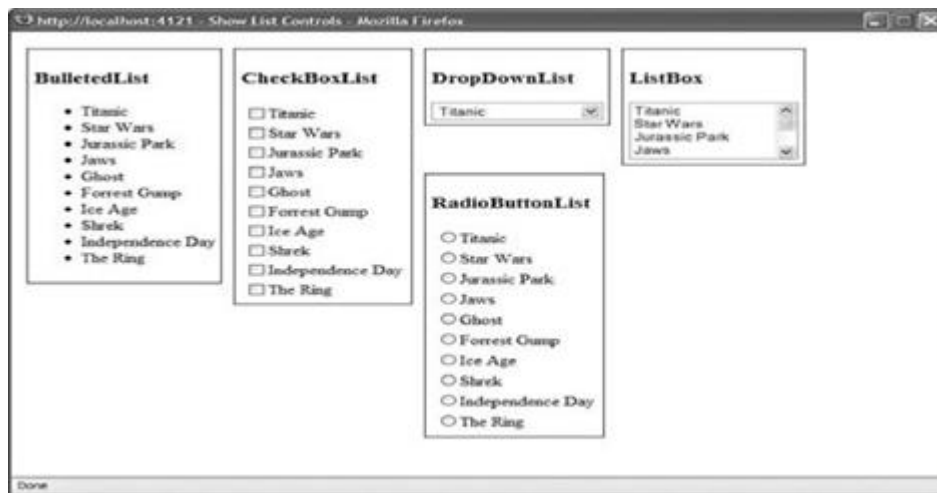 http://localhost:4121 - Show List Controls - Mozilla Firefox
BulletedList
Titanic
Star Wars
Jurassic Park
Jaws
Ghost
Forrest Gump
Ice Age
Shrek
Independence Day
The Ring
CheckBoxList
Titanic
Star Wars
Jurassic Park
Jaws
Ghost
Forrest Gump
Ice Age
Shrek
Independence Day
The Ring
DropDownList
Titanic
ListBox
Titanic
Star Wars
Jurassic Park
Jaws
RadioButtonList
Titanic
Star Wars
Jurassic Park
Jaws
Ghost
Forrest Gump
Ice Age
Shrek
Independence Day
The Ring
Done